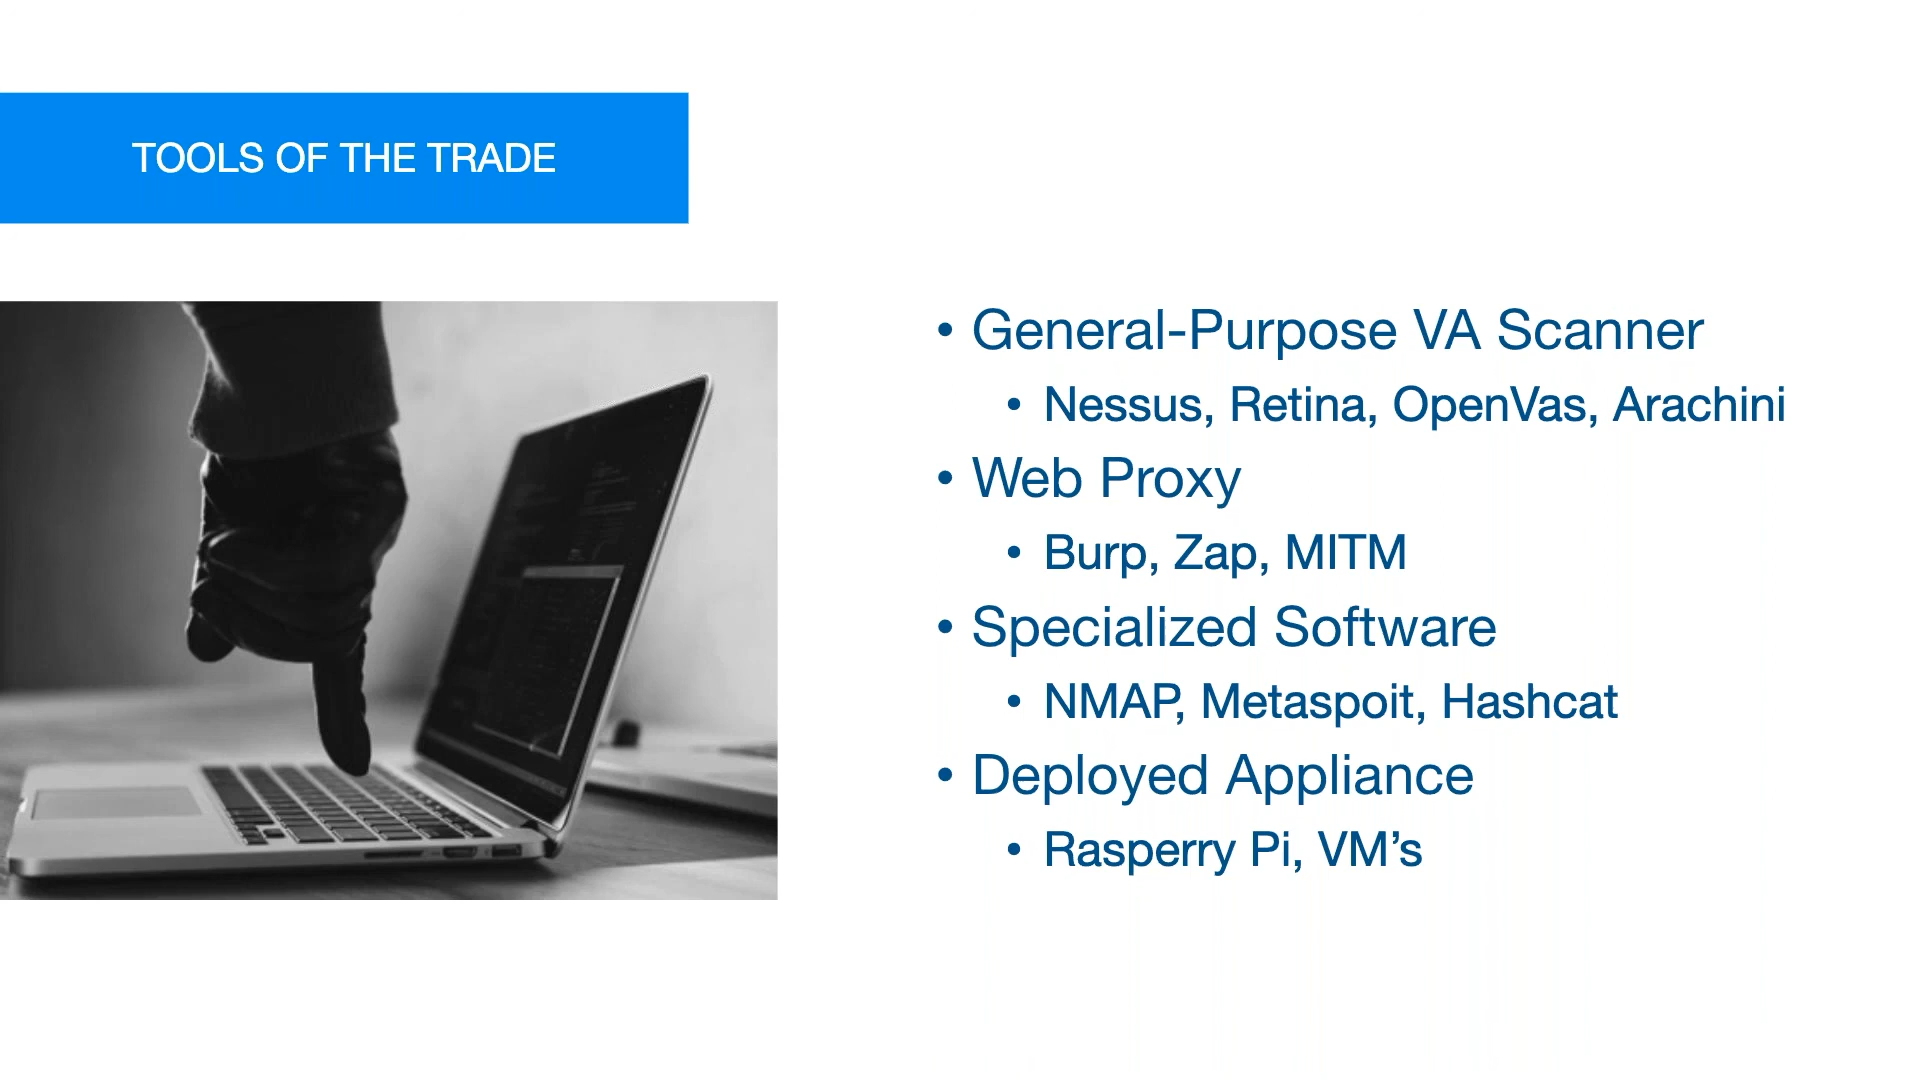 TOOLS OF THE TRADE
• General-Purpose VA Scanner
• Nessus, Retina, OpenVas, Arachini
• Web Proxy
• Burp, Zap, MITM
• Specialized Software
• NMAP, Metaspoit, Hashcat
• Deployed Appliance
• Rasperry Pi, VM’s